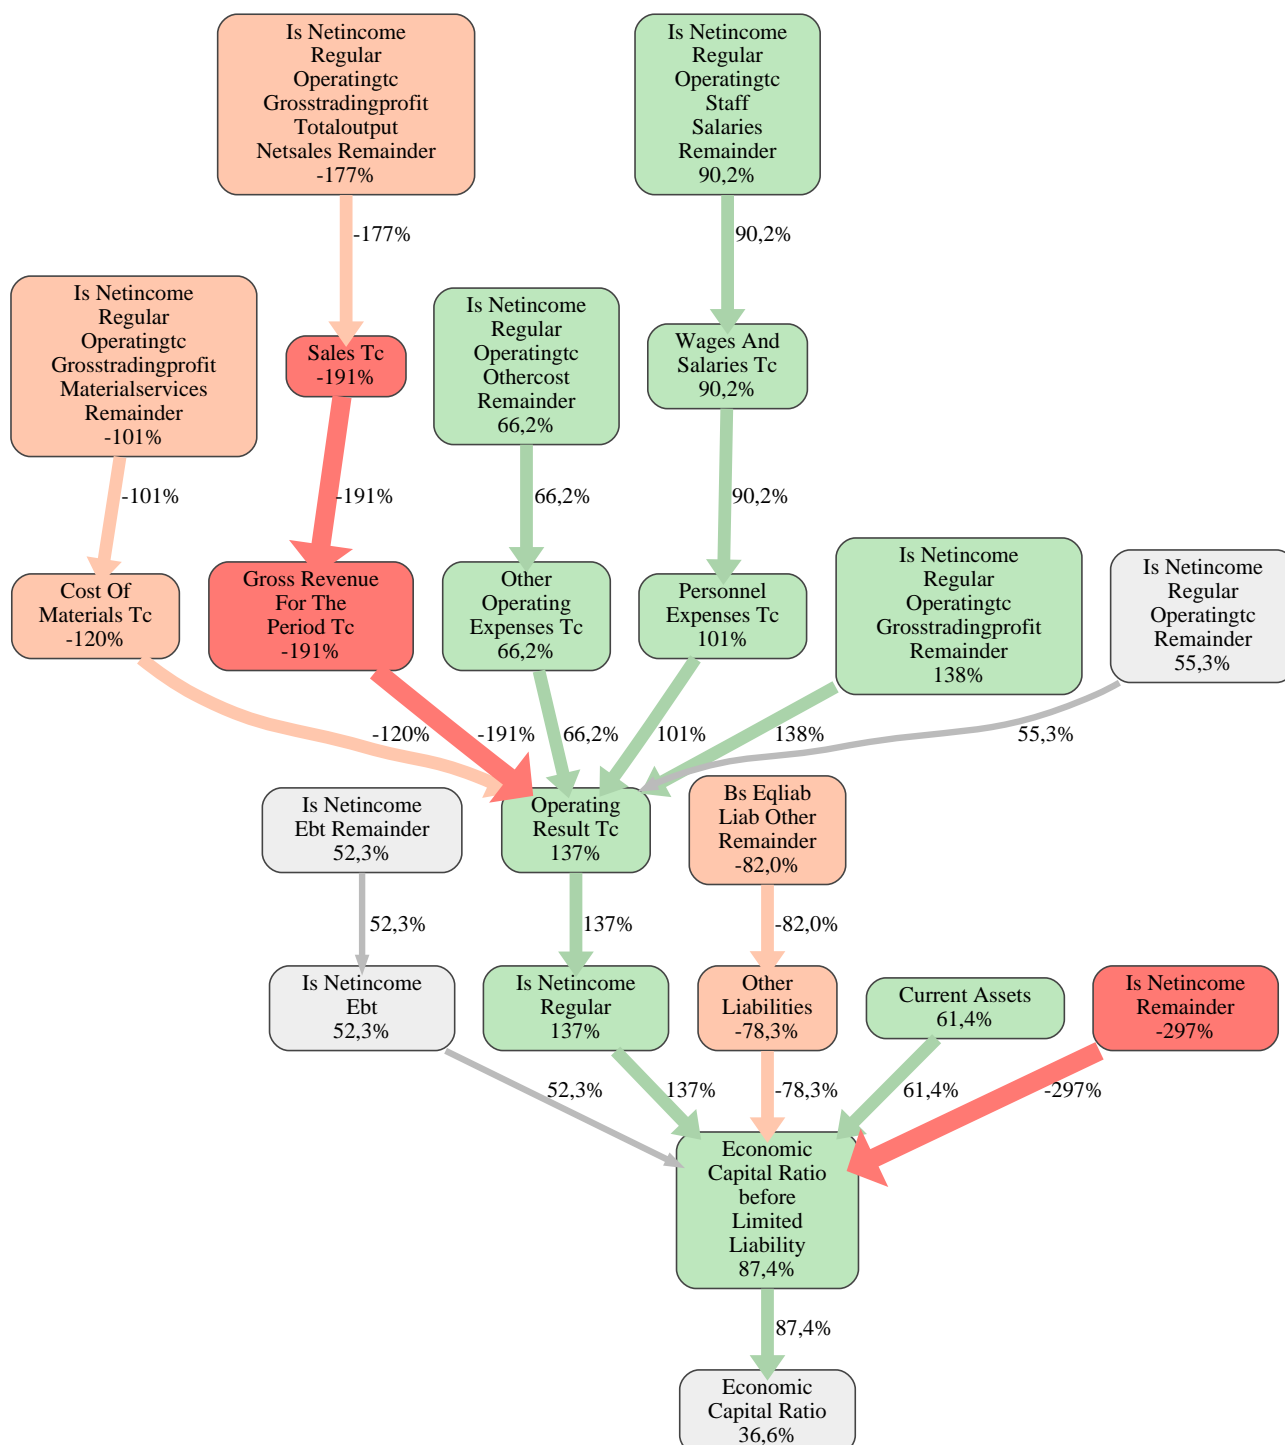 Is Netincome
Regular
Operatingtc
Grosstradingprofit
Totaloutput
Netsales Remainder
-177%
Is Netincome
Regular
Operatingtc
Staff
Salaries
Remainder
90,2%
-177%
90,2%
Is Netincome
Regular
Operatingtc
Grosstradingprofit
Materialservices
Remainder
-101%
Sales Tc
-191%
Is Netincome
Regular
Operatingtc
Othercost
Remainder
66,2%
Wages And
Salaries Tc
90,2%
-101%
-191%
66,2%
90,2%
Cost Of
Materials Tc
-120%
Gross Revenue
For The
Period Tc
-191%
Other
Operating
Expenses Tc
66,2%
Personnel
Expenses Tc
101%
Is Netincome
Regular
Operatingtc
Grosstradingprofit
Remainder
138%
Is Netincome
Regular
Operatingtc
Remainder
55,3%
-120%
-191%
66,2%
101%
138%
55,3%
Is Netincome
Ebt Remainder
52,3%
Operating
Result Tc
137%
Bs Eqliab
Liab Other
Remainder
-82,0%
52,3%
137%
-82,0%
Is Netincome
Ebt
52,3%
Is Netincome
Regular
137%
Other
Liabilities
-78,3%
Current Assets
61,4%
Is Netincome
Remainder
-297%
52,3%
137%
-78,3%
61,4%
-297%
Economic
Capital Ratio
before
Limited
Liability
87,4%
87,4%
Economic
Capital Ratio
36,6%